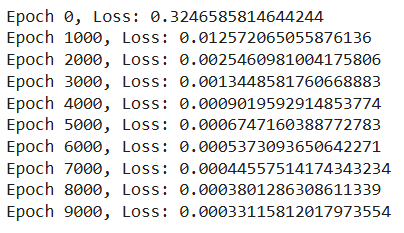 Epoch 0, Loss: 0.3246585814644244
Epoch 1000, Loss: 0.012572065055876136
Epoch 2000, Loss: 0.0025460981004175806
Epoch 3000, Loss: 0.0013448581760668883
Epoch 4000, Loss: 0.0009019592914853774
Epoch 5000, Loss: 0.0006747160388772783
Epoch 6000, Loss: 0.0005373093650642271
Epoch 7000, Loss: 0.00044557514174343234
Epoch 8000, Loss: 0.0003801286308611339
Epoch 9000, Loss: 0.00033115812017973554